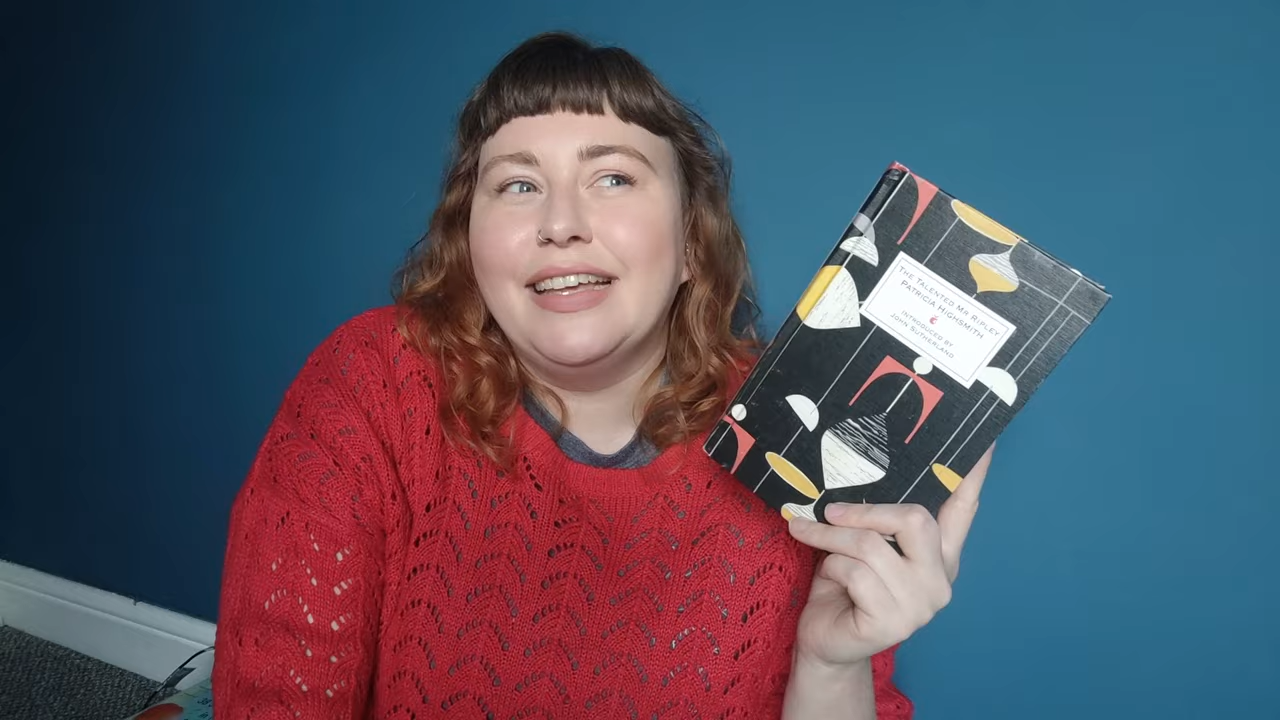 THE TALENTED MR RIPLEY
PATRICIA HIGHSMITH
INTRODUCED BY
JOHN SUTHERLAND